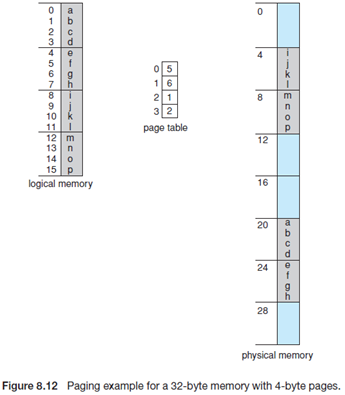 0 a
1 b
2 c
3 d
4 e
5 f
6 g
7 h
8 i
9 j
10 k
11 l
12 m
13 n
14 o
15 p
logical memory
0 5
1 6
2 1
3 2
page table
0
4 i
j
k
l
8 m
n
o
p
12
16
20 a
b
c
d
24 e
f
g
h
28
physical memory
Figure 8.12 Paging example for a 32-byte memory with 4-byte pages.